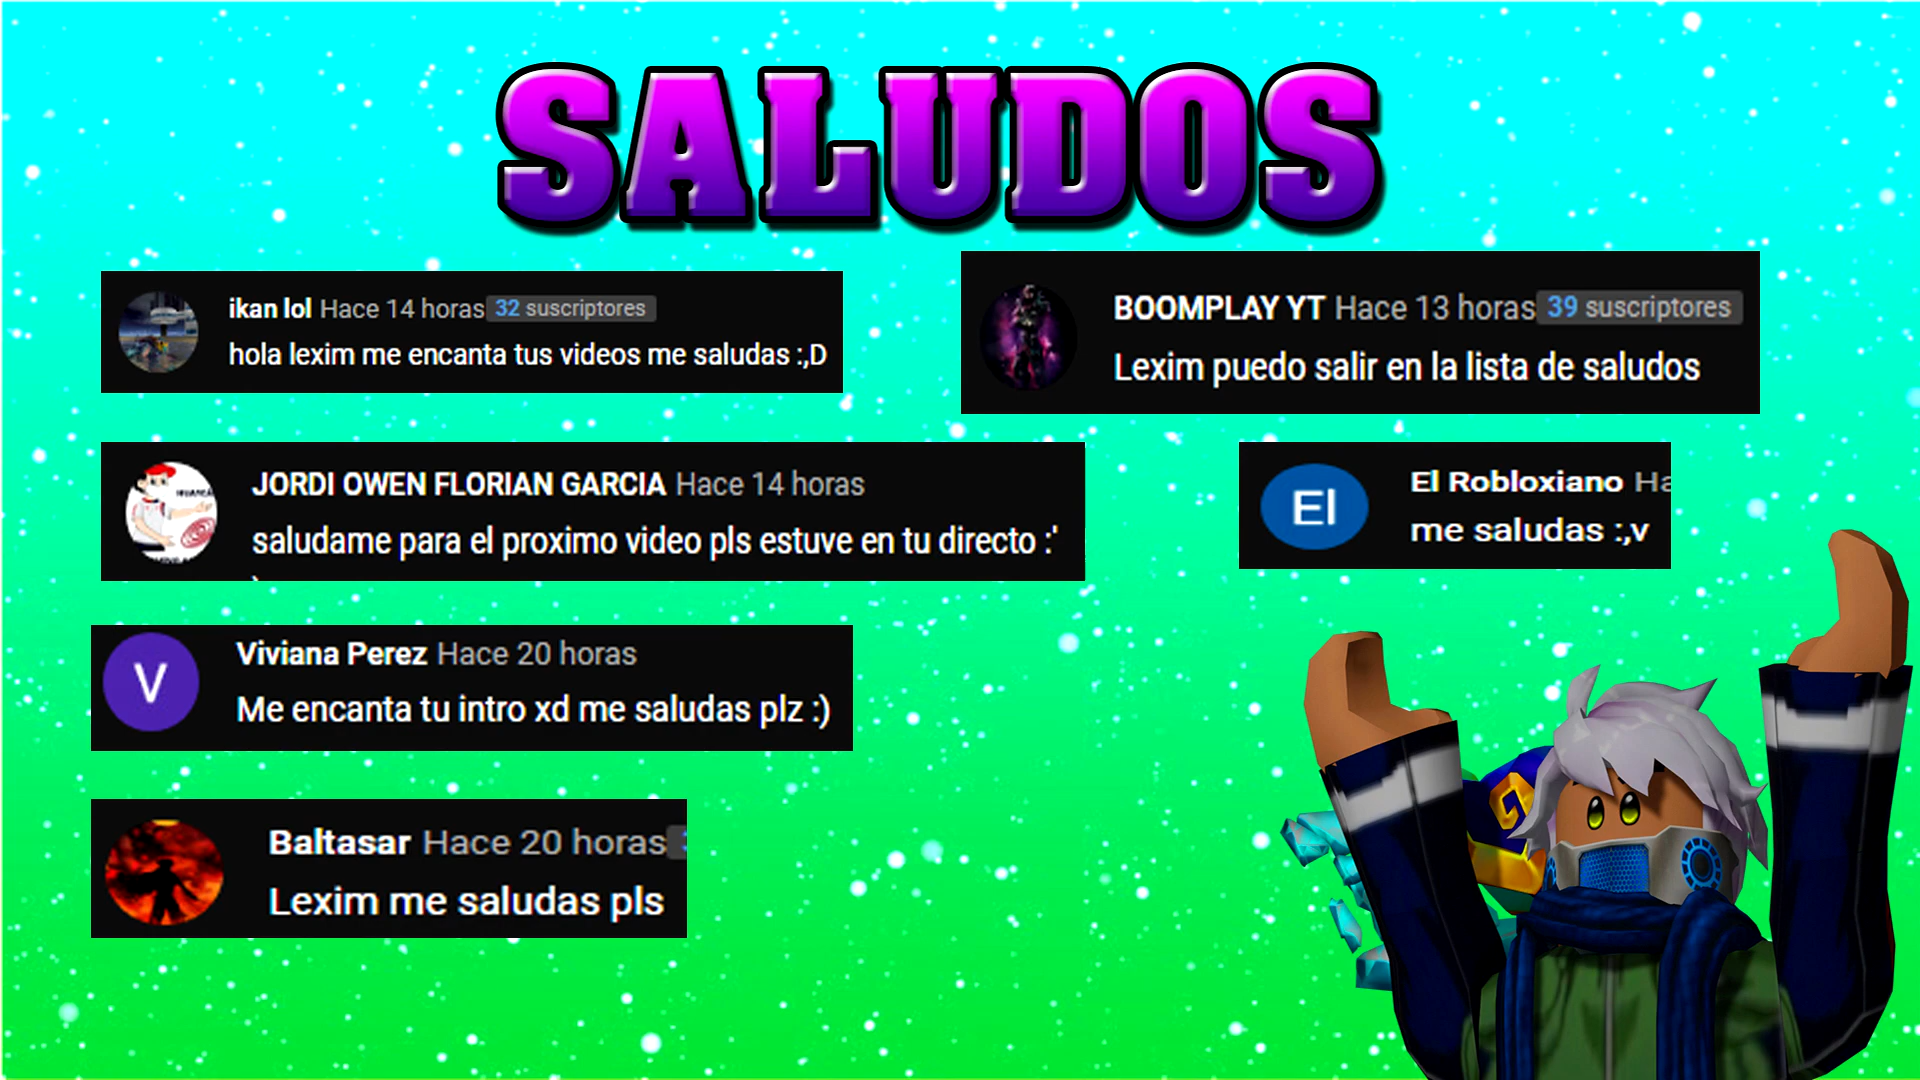 SALUDOS
ikan lol Hace 14 horas 32 suscriptores
hola lexim me encanta tus videos me saludas :,D
BOOMPLAY YT Hace 13 horas 39 suscriptores
Lexim puedo salir en la lista de saludos
JORDI OWEN FLORIAN GARCIA Hace 14 horas
saludame para el proximo video pls estuve en tu directo :'
El
El Robloxiano Ha
me saludas :,v
V
Viviana Perez Hace 20 horas
Me encanta tu intro xd me saludas plz :)
Baltasar Hace 20 horas
Lexim me saludas pls